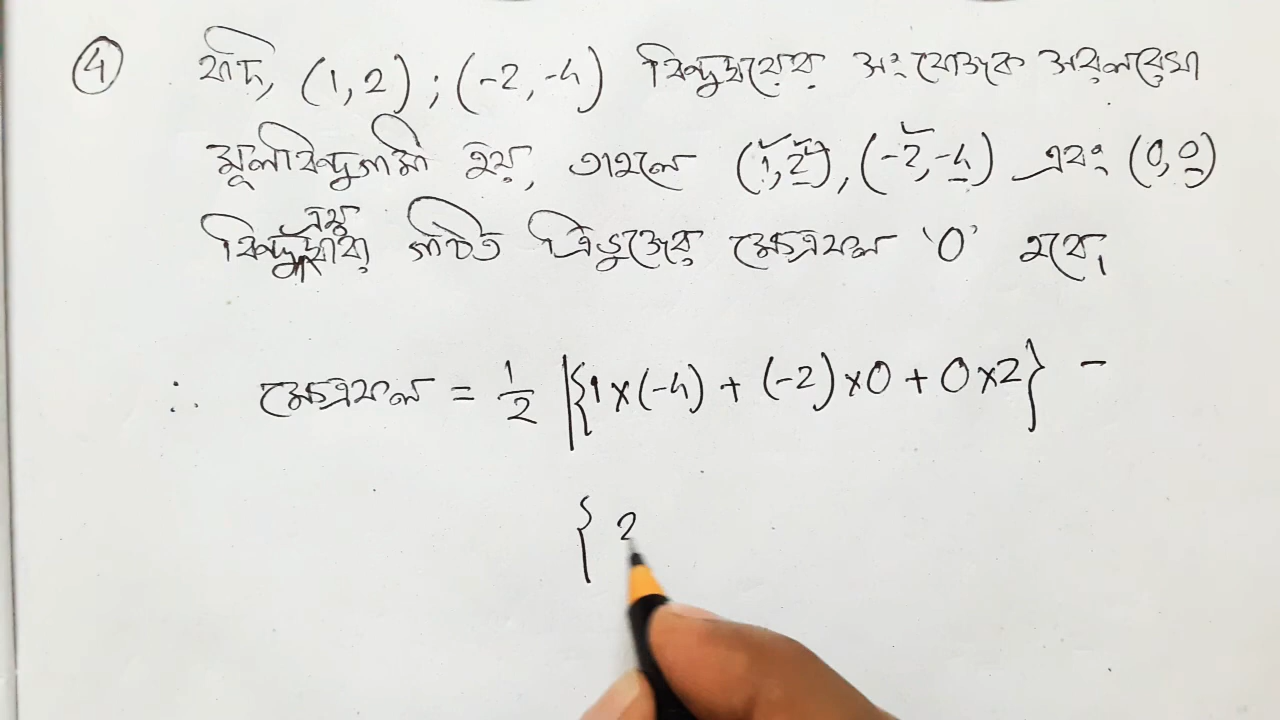 ④ যদি, (1, 2) ; (-2, -4) বিন্দুদ্বয়ের সংযোজক সরলরেখা
মূলবিন্দুগামী হয়, তাহলে (1, 2), (-2, -4) এবং (0, 0)
বিন্দুত্রয় দ্বারা গঠিত ত্রিভুজের ক্ষেত্রফল '0' হবে।
∴ ক্ষেত্রফল = 1/2 |{1×(-4) + (-2)×0 + 0×2} -
{ 2